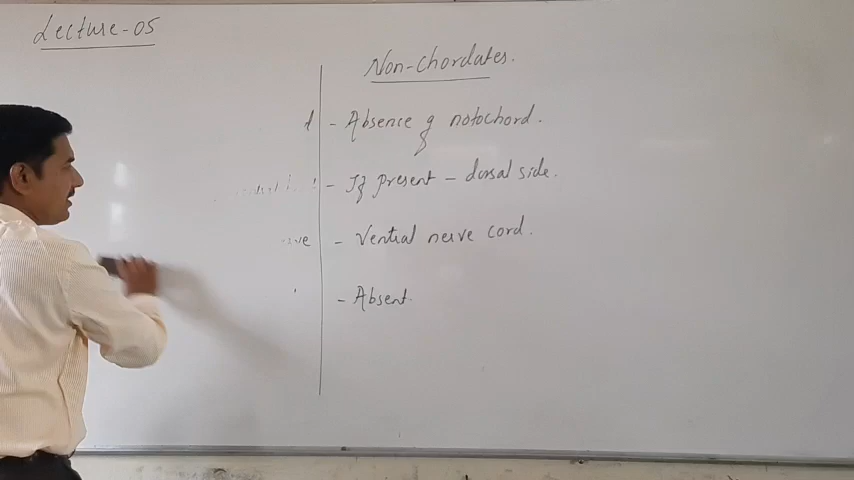 Lecture-05
Non-chordates.
- Absence of notochord.
- If present - dorsal side.
- Ventral nerve cord.
- Absent.